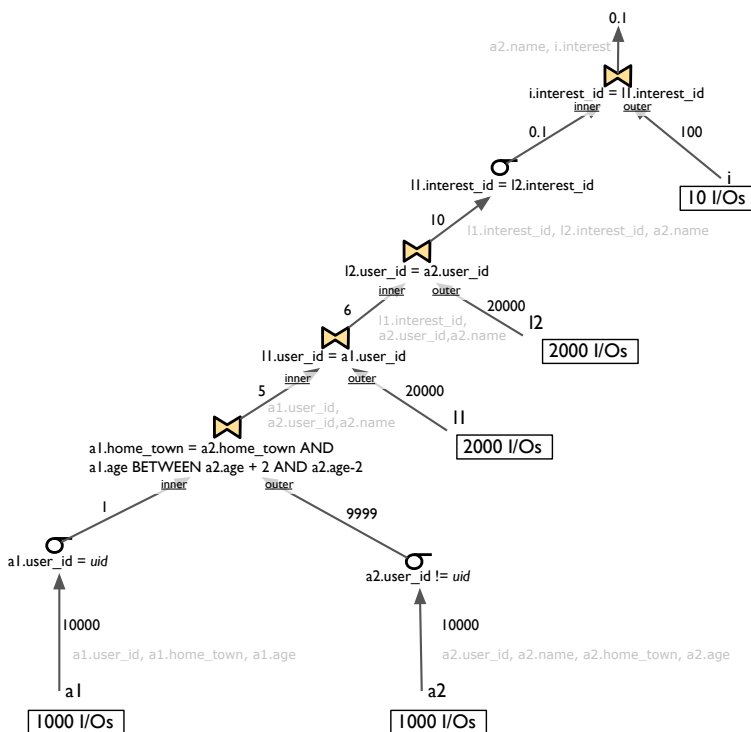 0.1
a2.name, i.interest
i.interest_id = l1.interest_id
inner outer
0.1
100
i
10 I/Os
l1.interest_id = l2.interest_id
10
l1.interest_id, l2.interest_id, a2.name
l2.user_id = a2.user_id
inner outer
6
20000
l1.interest_id,
a2.user_id,a2.name
l2
2000 I/Os
l1.user_id = a1.user_id
inner outer
5
20000
a1.user_id,
a2.user_id,a2.name
l1
2000 I/Os
a1.home_town = a2.home_town AND
a1.age BETWEEN a2.age + 2 AND a2.age-2
inner outer
1
9999
a1.user_id = uid
a2.user_id != uid
10000
10000
a1.user_id, a1.home_town, a1.age
a2.user_id, a2.name, a2.home_town, a2.age
a1
a2
1000 I/Os
1000 I/Os